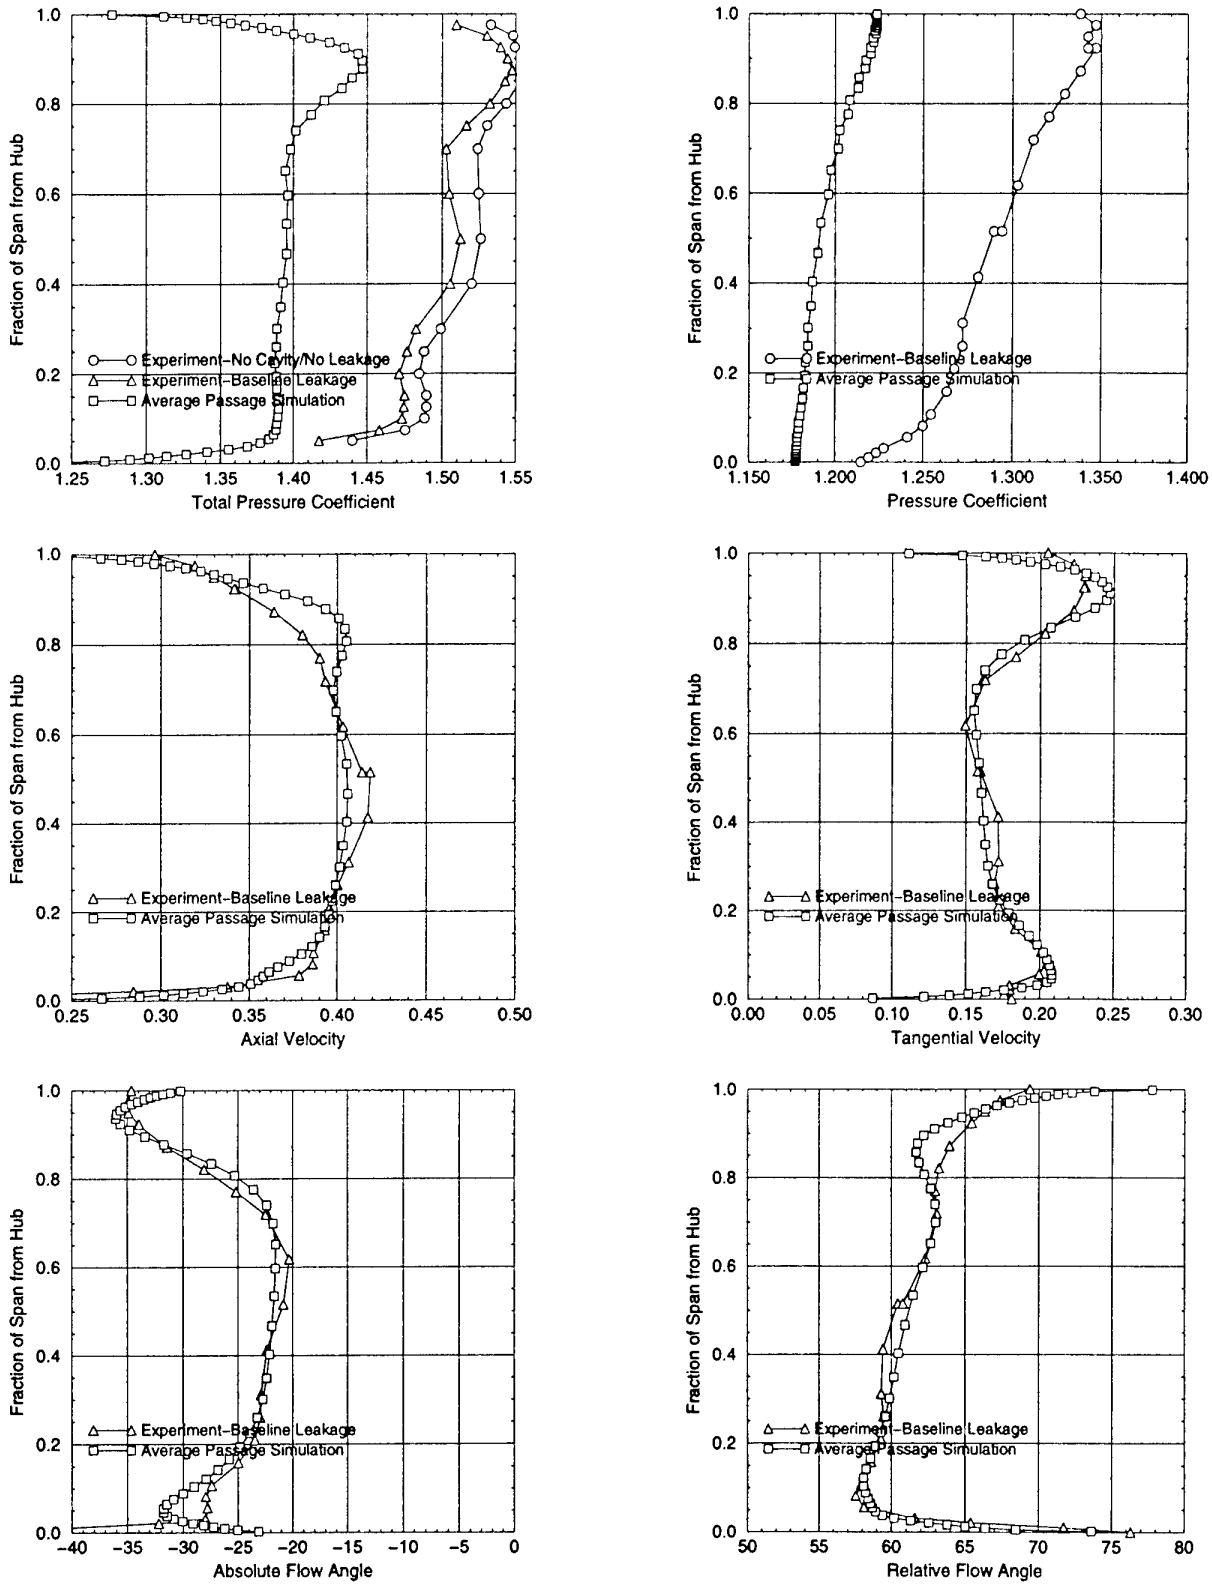 1.0
0.8
0.6
0.4
0.2
0.0
Fraction of Span from Hub
Experiment-No Cavity/No Leakage
Experiment-Baseline Leakage
Average Passage Simulation
1.25 1.30 1.35 1.40 1.45 1.50 1.55
Total Pressure Coefficient
1.0
0.8
0.6
0.4
0.2
0.0
Fraction of Span from Hub
Experiment-Baseline Leakage
Average Passage Simulation
1.150 1.200 1.250 1.300 1.350 1.400
Pressure Coefficient
1.0
0.8
0.6
0.4
0.2
0.0
Fraction of Span from Hub
Experiment-Baseline Leakage
Average Passage Simulation
0.25 0.30 0.35 0.40 0.45 0.50
Axial Velocity
1.0
0.8
0.6
0.4
0.2
0.0
Fraction of Span from Hub
Experiment-Baseline Leakage
Average Passage Simulation
0.00 0.05 0.10 0.15 0.20 0.25 0.30
Tangential Velocity
1.0
0.8
0.6
0.4
0.2
0.0
Fraction of Span from Hub
Experiment-Baseline Leakage
Average Passage Simulation
-40 -35 -30 -25 -20 -15 -10 -5 0
Absolute Flow Angle
1.0
0.8
0.6
0.4
0.2
0.0
Fraction of Span from Hub
Experiment-Baseline Leakage
Average Passage Simulation
50 55 60 65 70 75 80
Relative Flow Angle